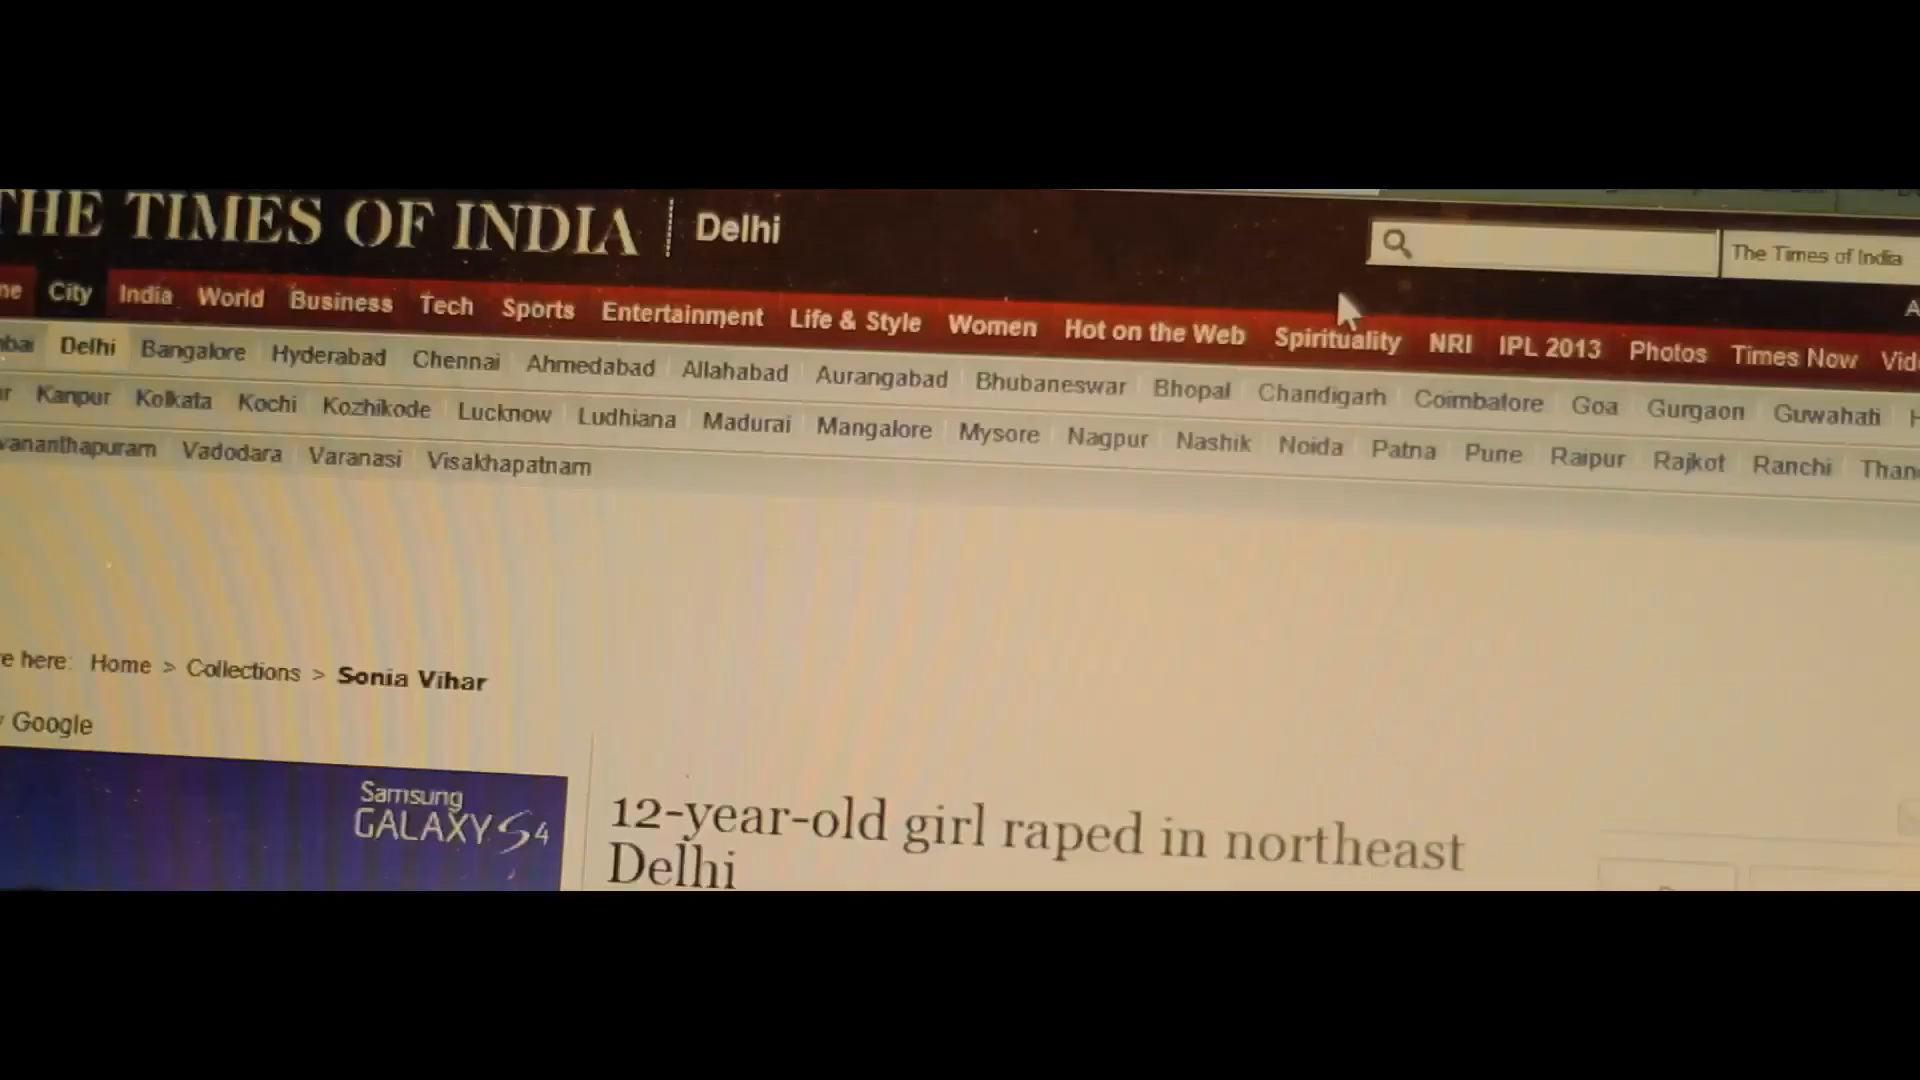 THE TIMES OF INDIA Delhi
The Times of India
City India World Business Tech Sports Entertainment Life & Style Women Hot on the Web Spirituality NRI IPL 2013 Photos Times Now
Delhi Bangalore Hyderabad Chennai Ahmedabad Allahabad Aurangabad Bhubaneswar Bhopal Chandigarh Coimbatore Goa Gurgaon Guwahati
Kanpur Kolkata Kochi Kozhikode Lucknow Ludhiana Madurai Mangalore Mysore Nagpur Nashik Noida Patna Pune Raipur Rajkot Ranchi
Vadodara Varanasi Visakhapatnam
here: Home > Collections > Sonia Vihar
Google
Samsung
GALAXY S4
12-year-old girl raped in northeast
Delhi